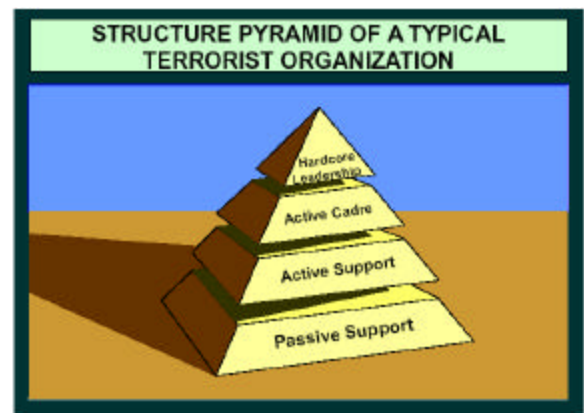 STRUCTURE PYRAMID OF A TYPICAL
TERRORIST ORGANIZATION
Hardcore
Leadership
Active Cadre
Active Support
Passive Support